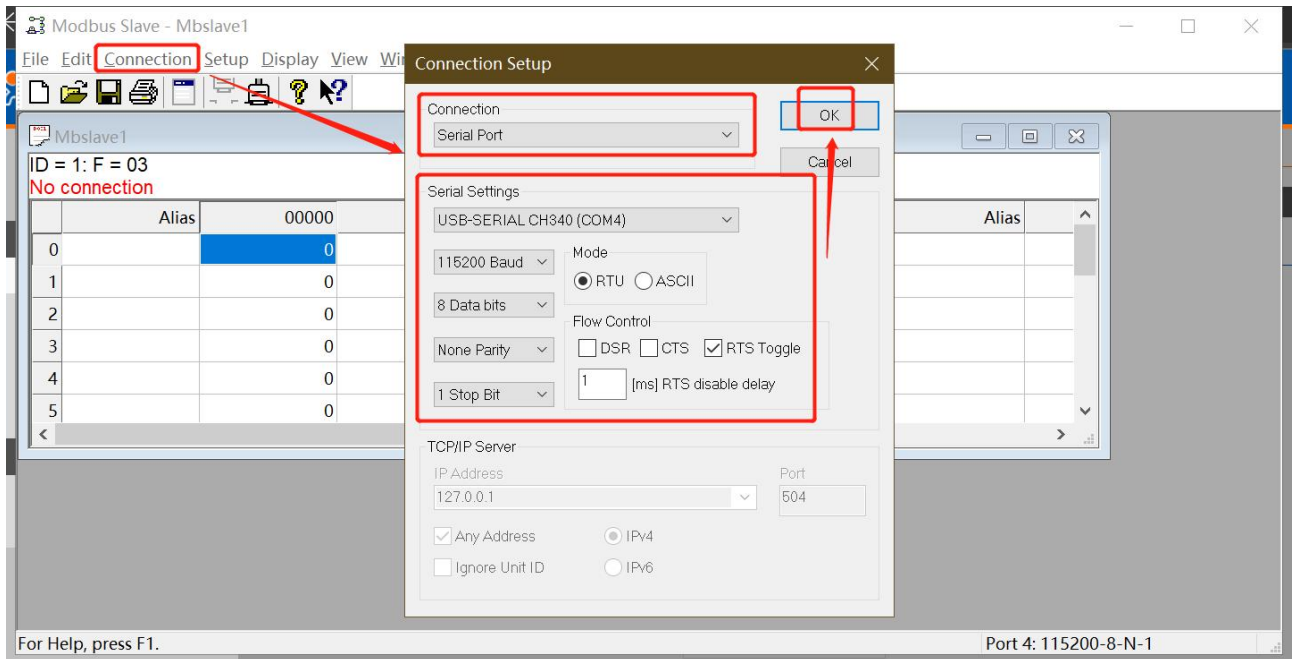 Modbus Slave - Mbslave1
File Edit Connection Setup Display View
Connection Setup
Connection
Serial Port
OK
Cancel
Mbslave1
ID = 1: F = 03
No connection
Alias 00000 Alias
0 0
1 0
2 0
3 0
4 0
5 0
Serial Settings
USB-SERIAL CH340 (COM4)
115200 Baud
Mode
RTU ASCII
8 Data bits
Flow Control
None Parity
DSR CTS RTS Toggle
1 [ms] RTS disable delay
1 Stop Bit
TCP/IP Server
IP Address Port
127.0.0.1 504
Any Address IPv4
Ignore Unit ID IPv6
For Help, press F1.
Port 4: 115200-8-N-1